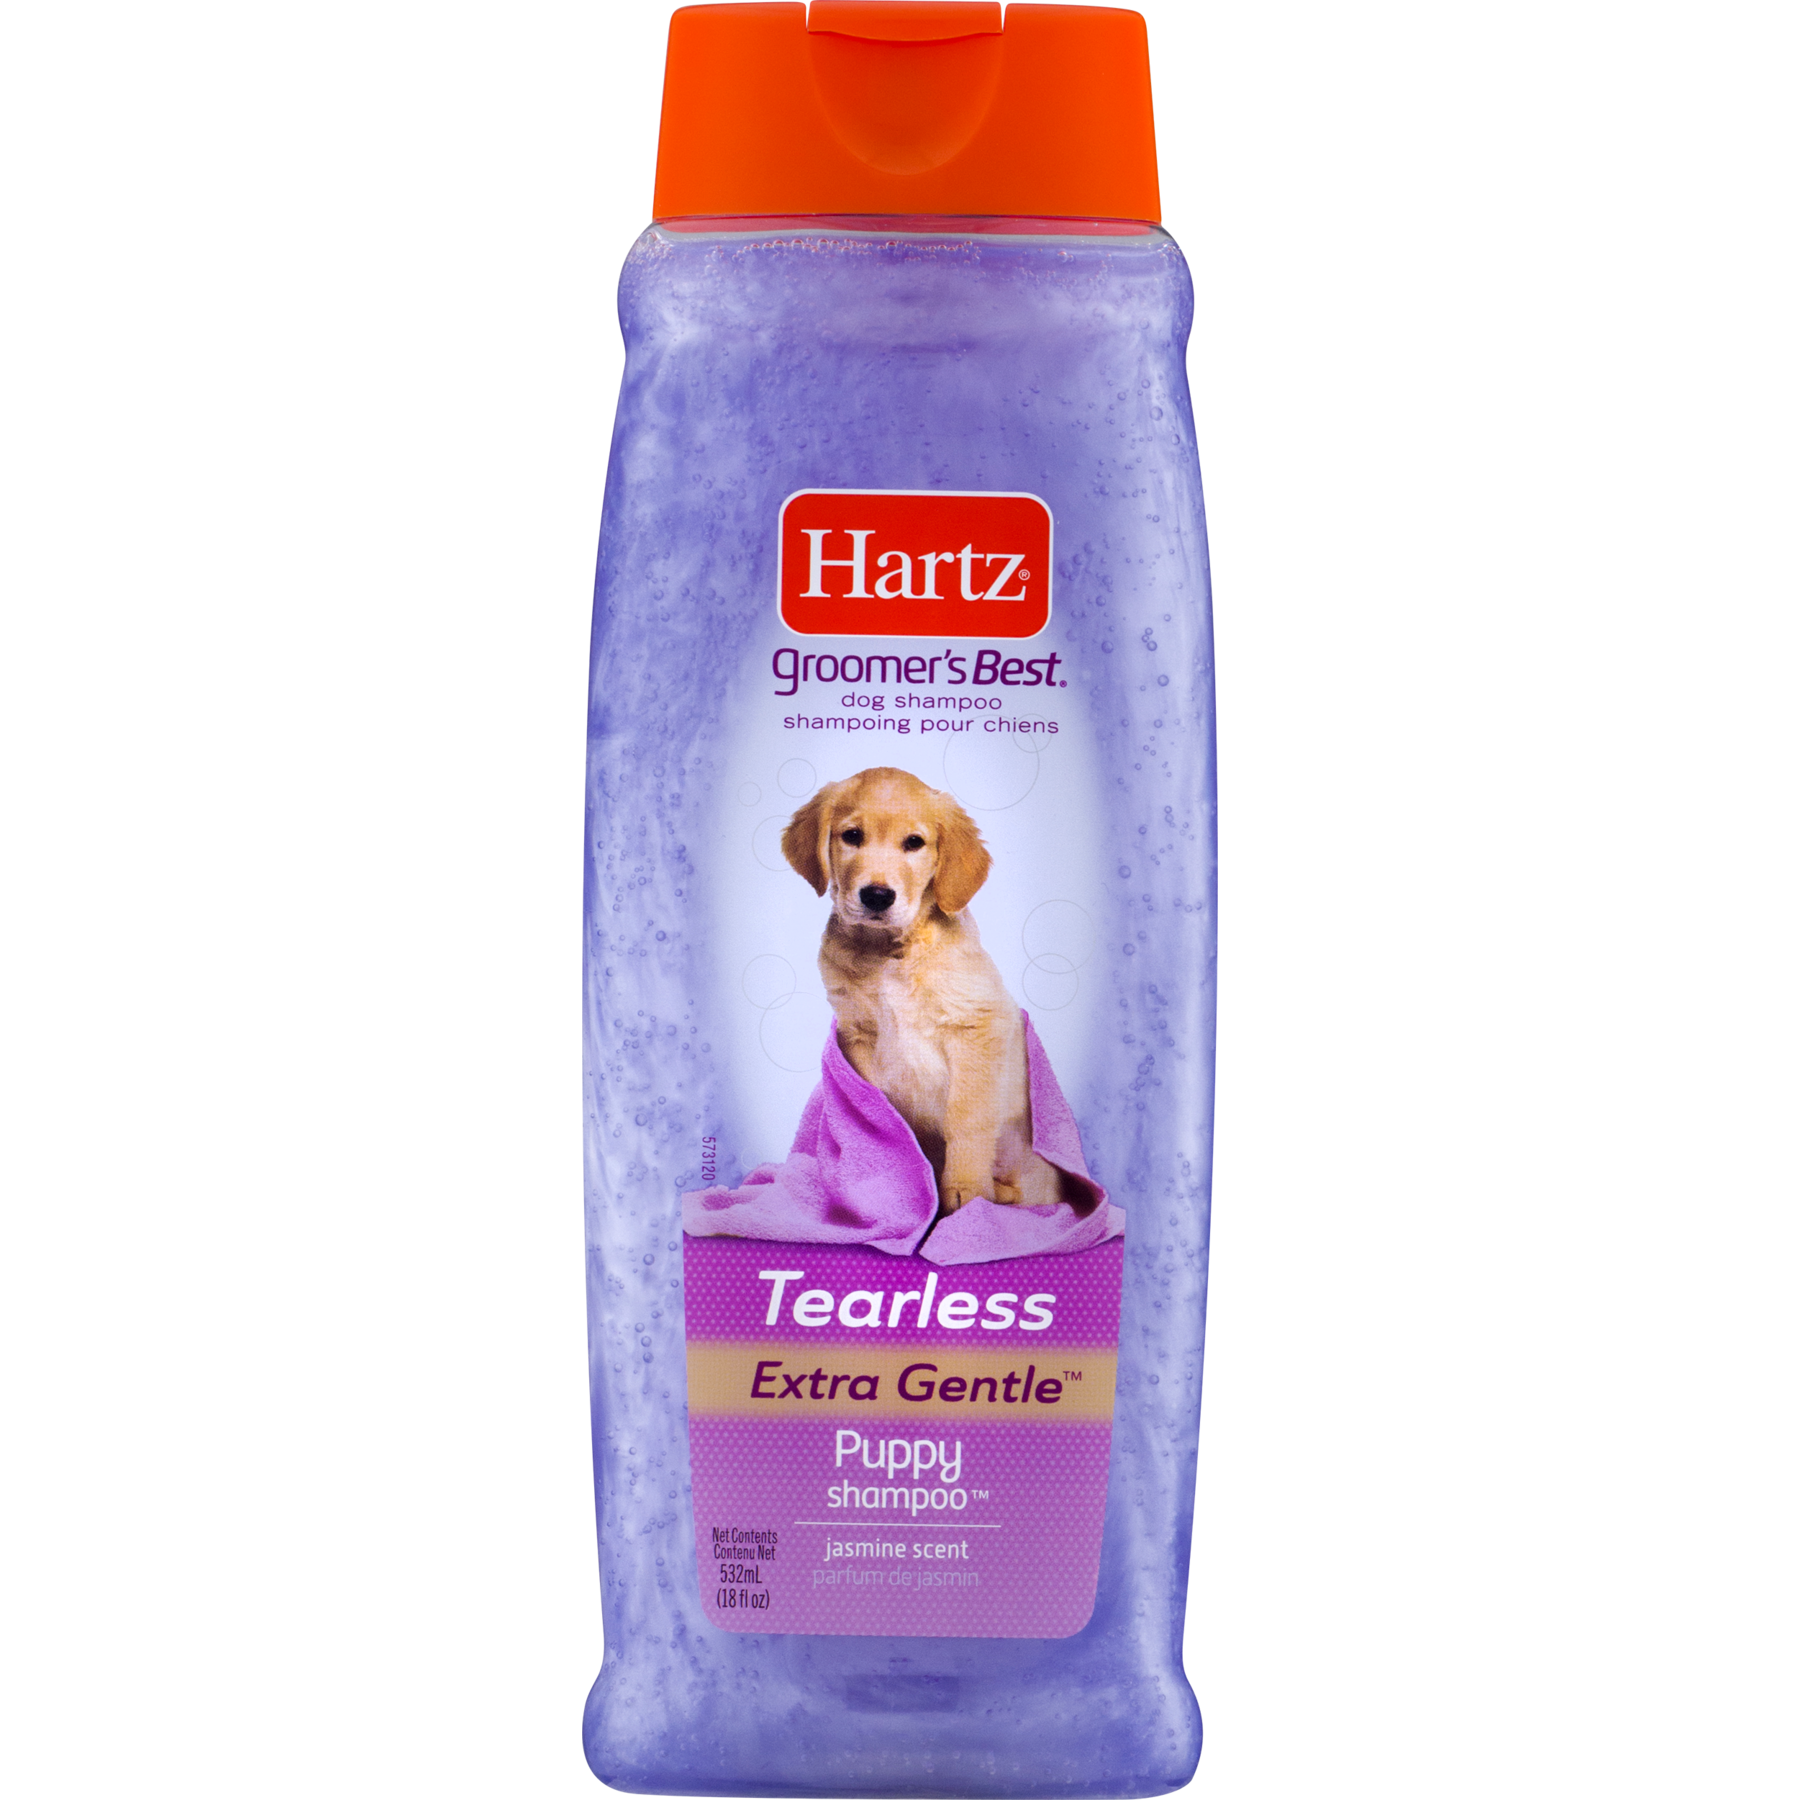 Hartz®
groomer's Best®
dog shampoo
shampoing pour chiens
573120
Tearless
Extra Gentle™
Puppy
shampoo™
jasmine scent
parfum de jasmin
Net Contents
Contenu Net
532mL
(18 fl oz)